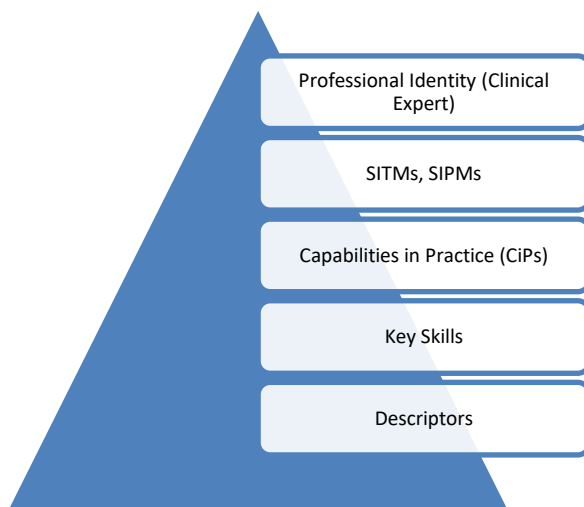 Professional Identity (Clinical
Expert)
SITMs, SIPMs
Capabilities in Practice (CiPs)
Key Skills
Descriptors